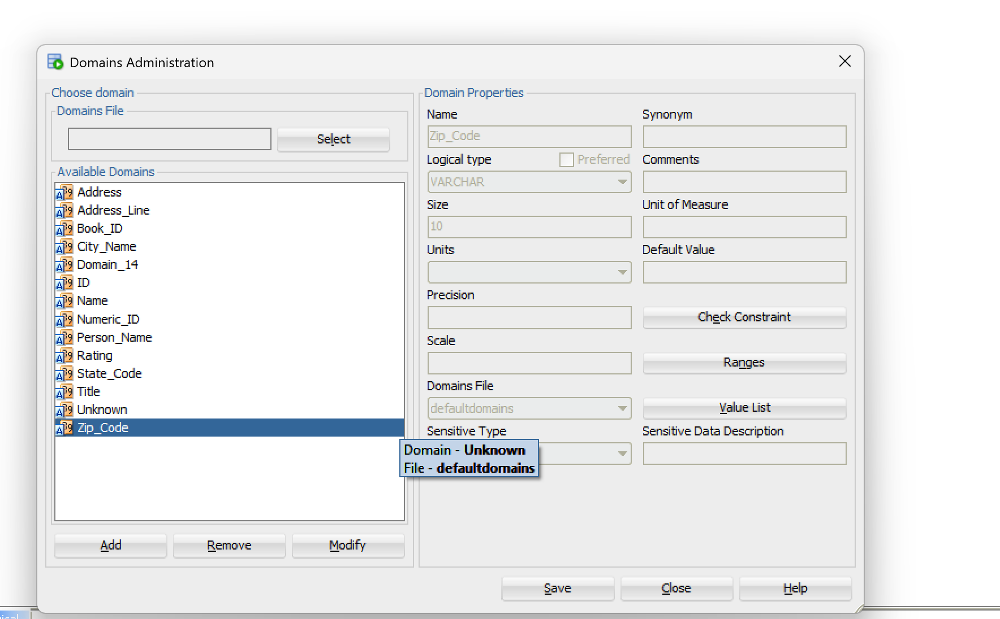 Domains Administration
Choose domain
Domains File
Select
Available Domains
Address
Address_Line
Book_ID
City_Name
Domain_14
ID
Name
Numeric_ID
Person_Name
Rating
State_Code
Title
Unknown
Zip_Code
Add
Remove
Modify
Domain Properties
Name
Zip_Code
Synonym
Logical type
Preferred
VARCHAR
Comments
Size
10
Unit of Measure
Units
Default Value
Precision
Check Constraint
Scale
Ranges
Domains File
defaultdomains
Value List
Sensitive Type
Sensitive Data Description
Domain - Unknown
File - defaultdomains
Save
Close
Help